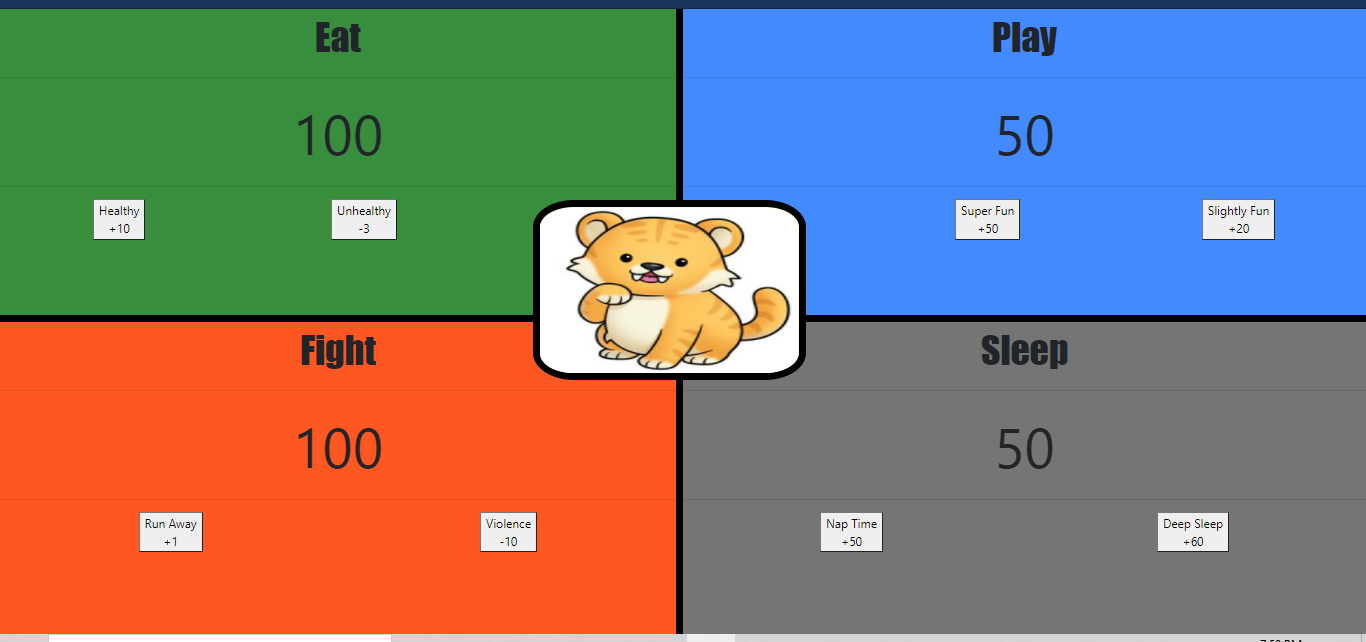 Eat
100
Healthy
+10
Unhealthy
-3
Play
50
Super Fun
+50
Slightly Fun
+20
Fight
100
Run Away
+1
Violence
-10
Sleep
50
Nap Time
+50
Deep Sleep
+60